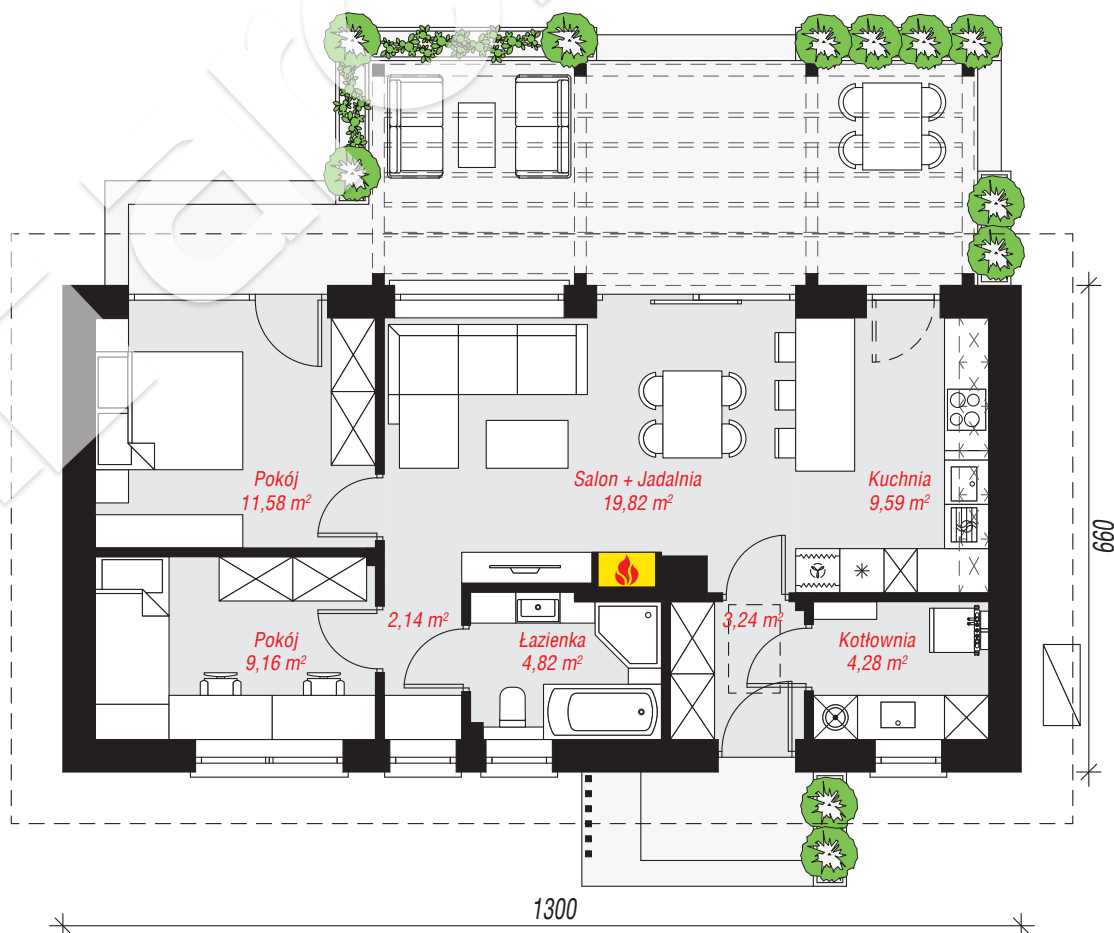 Pokój
11,58 m²
Salon + Jadalnia
19,82 m²
Kuchnia
9,59 m²
660
Pokój
9,16 m²
2,14 m²
Łazienka
4,82 m²
3,24 m²
Kotłownia
4,28 m²
1300